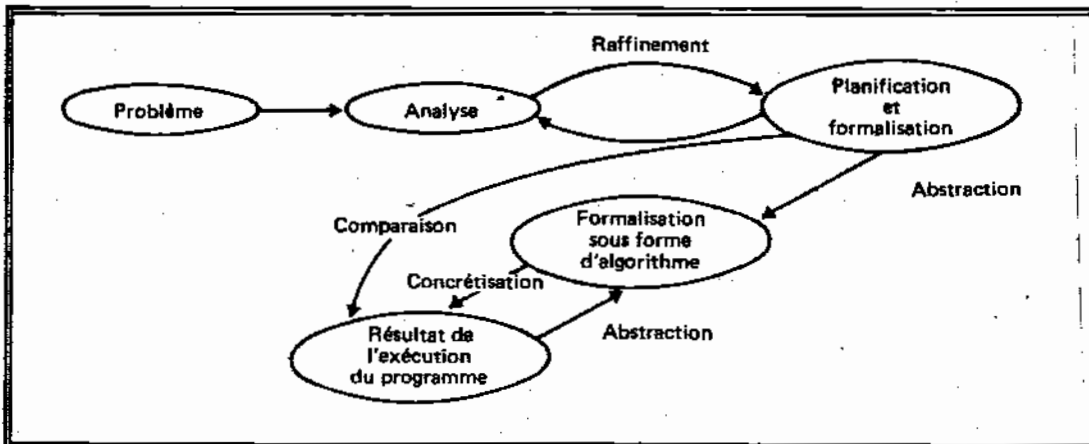 Raffinement
Problème
Analyse
Planification
et
formalisation
Abstraction
Comparaison
Formalisation
sous forme
d'algorithme
Concrétisation
Abstraction
Résultat de
l'exécution
du programme